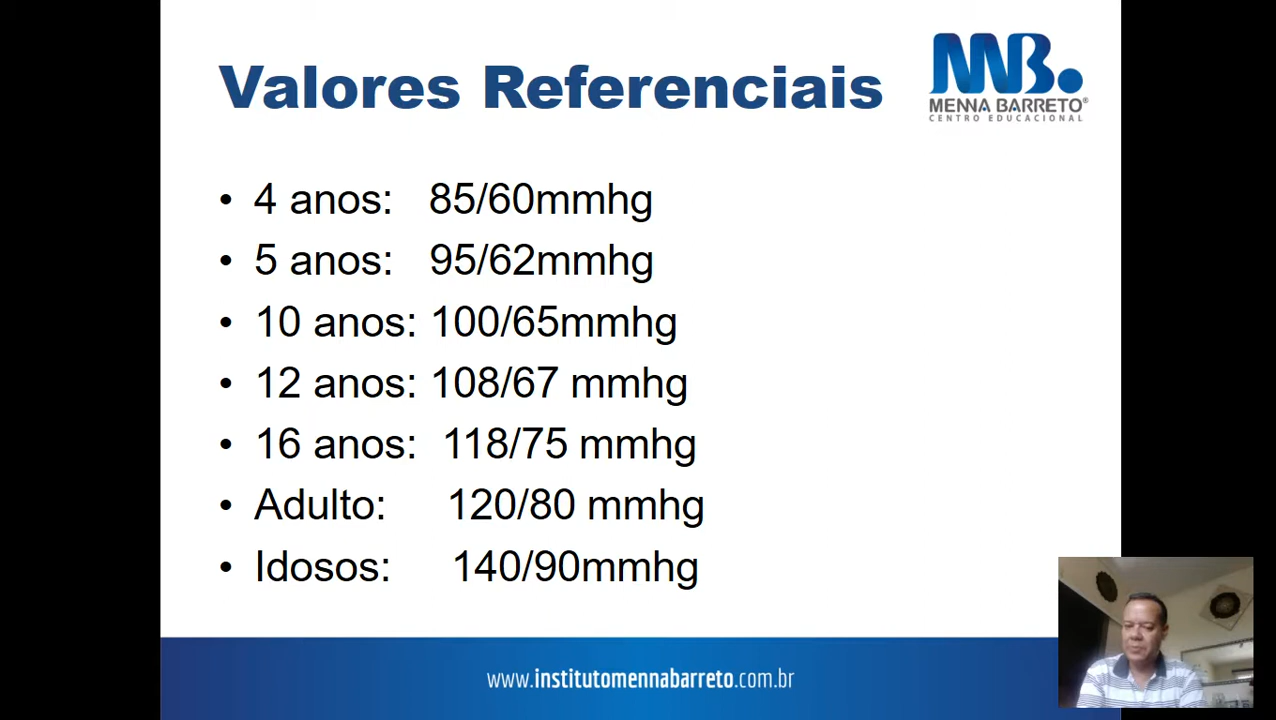 Valores Referenciais
MB.
MENNA BARRETO®
CENTRO EDUCACIONAL
• 4 anos: 85/60mmhg
• 5 anos: 95/62mmhg
• 10 anos: 100/65mmhg
• 12 anos: 108/67 mmhg
• 16 anos: 118/75 mmhg
• Adulto: 120/80 mmhg
• Idosos: 140/90mmhg
www.institutomennabarreto.com.br